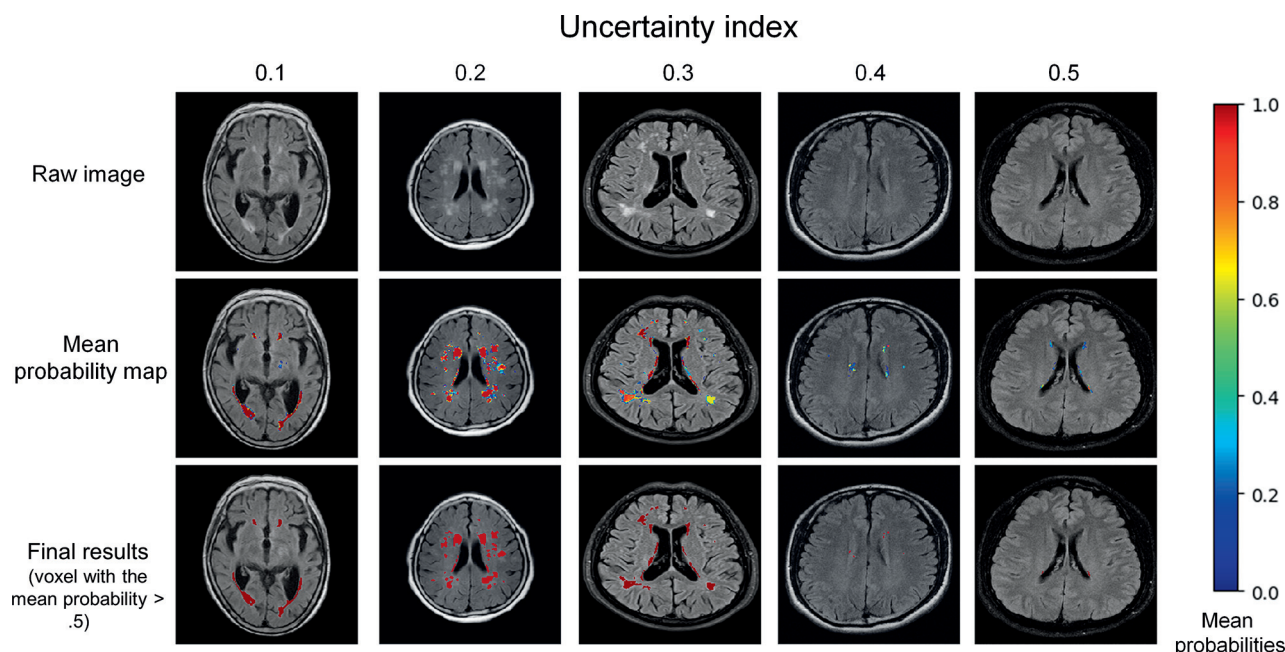 Uncertainty index
0.1 0.2 0.3 0.4 0.5
Raw image
Mean
probability map
Final results
(voxel with the
mean probability >
.5)
1.0
0.8
0.6
0.4
0.2
0.0
Mean
probabilities